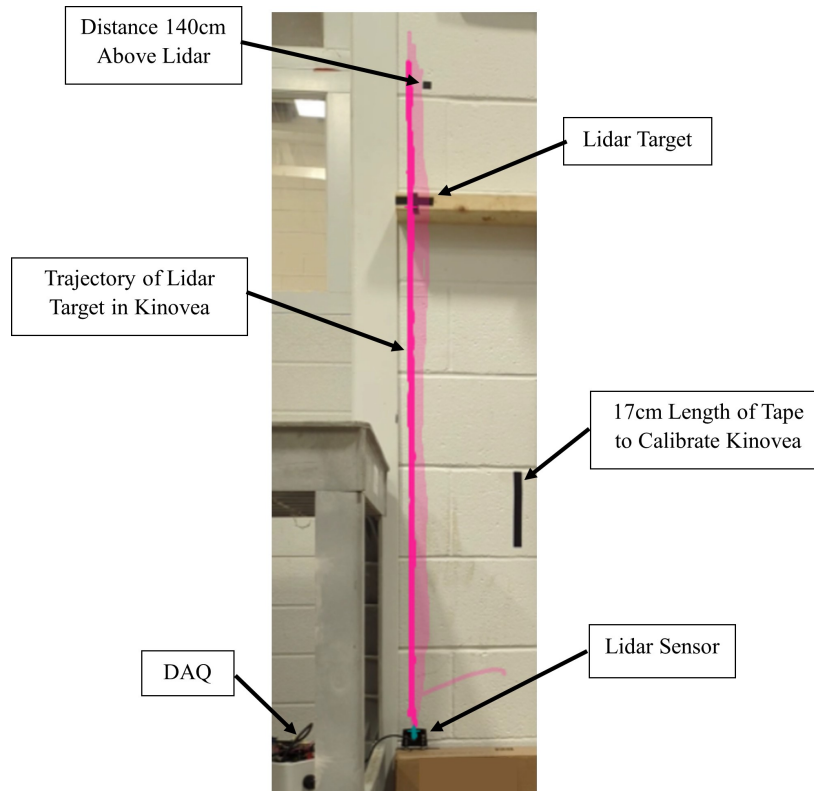 Distance 140cm
Above Lidar
Lidar Target
Trajectory of Lidar
Target in Kinovea
17cm Length of Tape
to Calibrate Kinovea
Lidar Sensor
DAQ